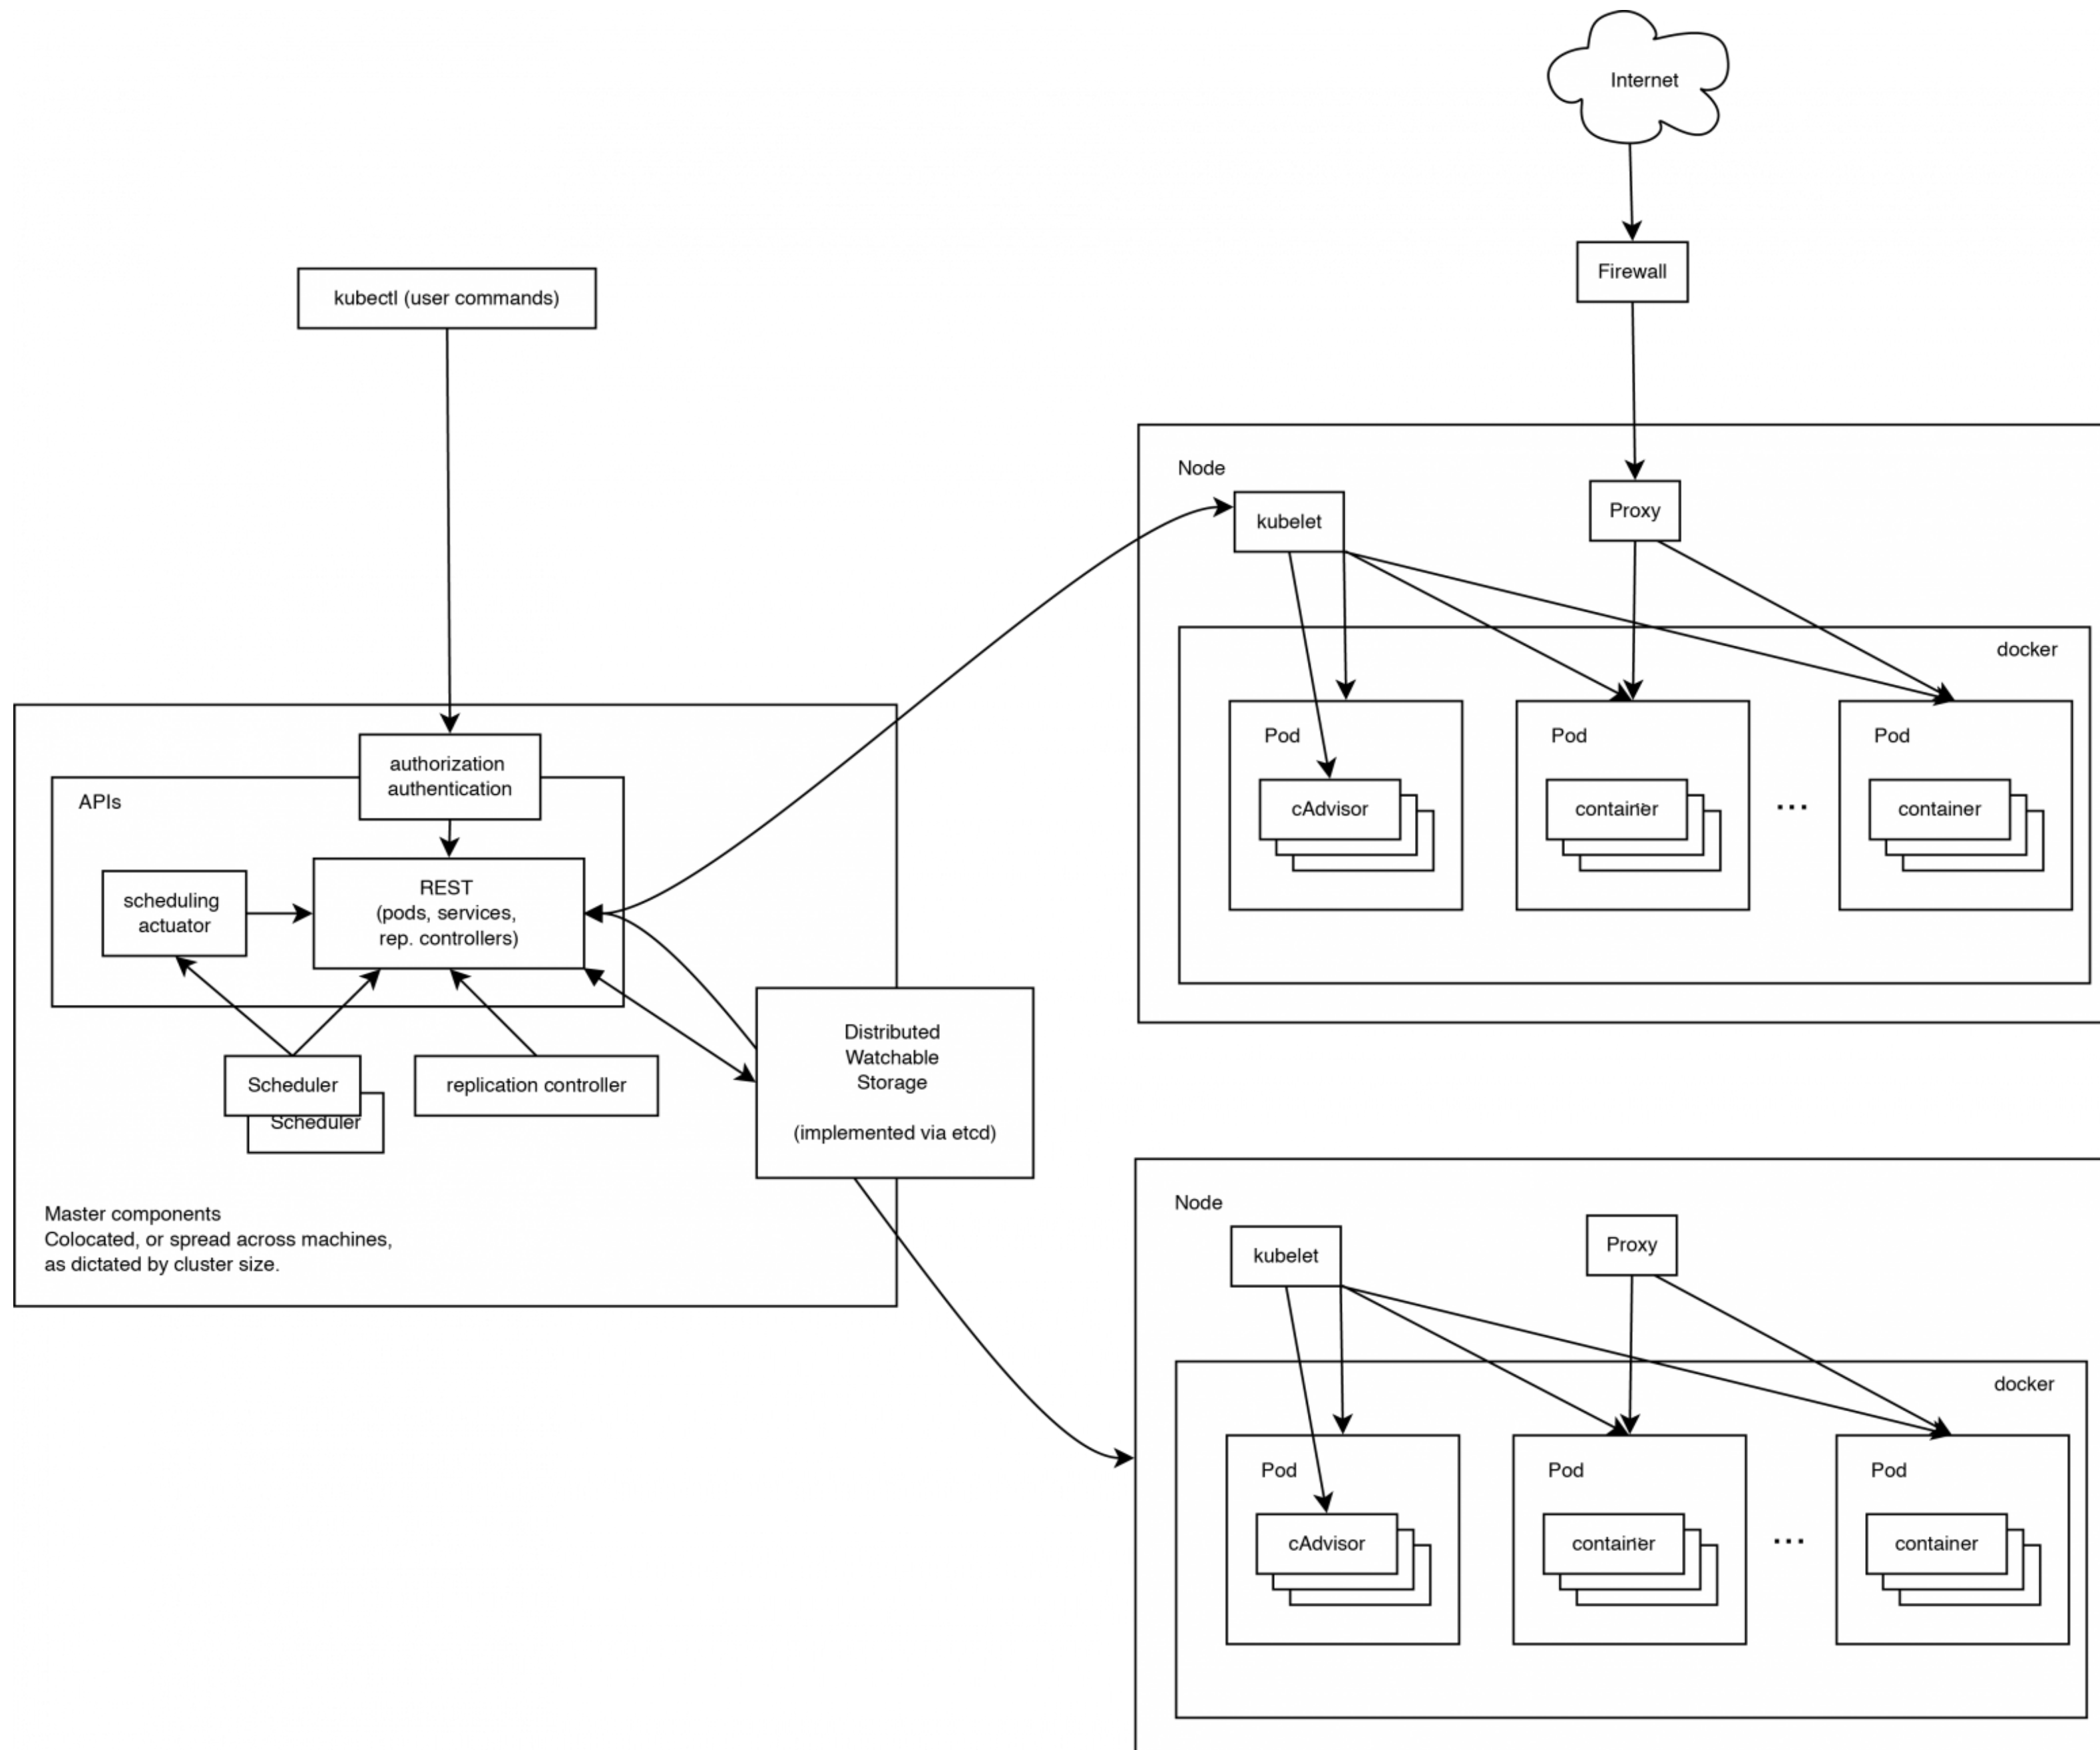 Internet
Firewall
kubectl (user commands)
Node
kubelet
Proxy
docker
Pod
cAdvisor
Pod
container
...
Pod
container
authorization
authentication
APIs
scheduling
actuator
REST
(pods, services,
rep. controllers)
Scheduler
Scheduler
replication controller
Distributed
Watchable
Storage
(implemented via etcd)
Master components
Colocated, or spread across machines,
as dictated by cluster size.
Node
kubelet
Proxy
docker
Pod
cAdvisor
Pod
container
...
Pod
container